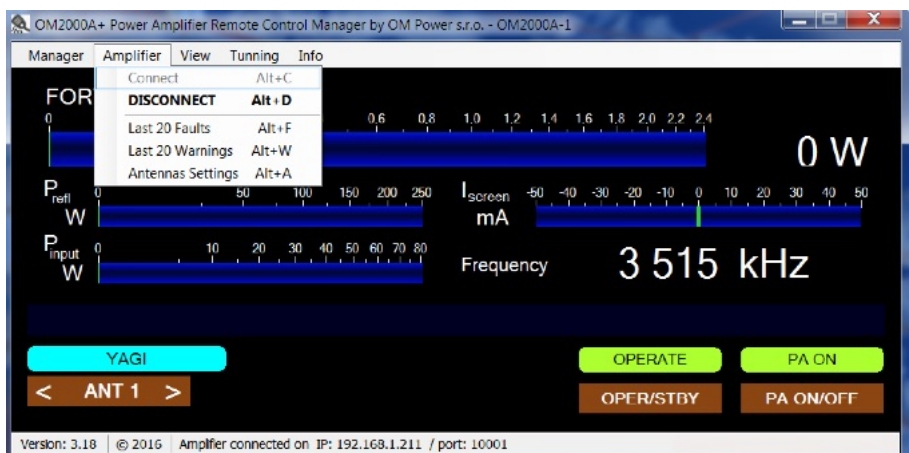 OM2000A+ Power Amplifier Remote Control Manager by OM Power s.r.o. - OM2000A-1
Manager Amplifier View Tunning Info
Connect Alt+C
DISCONNECT Alt+D
Last 20 Faults Alt+F
Last 20 Warnings Alt+W
Antennas Settings Alt+A
FOR
0 0,6 0,8 1,0 1,2 1,4 1,6 1,8 2,0 2,2 2,4
0 W
Prefl W 0 50 100 150 200 250
Iscreen mA -50 -40 -30 -20 -10 0 10 20 30 40 50
Pinput W 0 10 20 30 40 50 60 70 80
Frequency 3 515 kHz
YAGI OPERATE PA ON
< ANT 1 > OPER/STBY PA ON/OFF
Version: 3.18 © 2016 Amplifier connected on IP: 192.168.1.211 / port: 10001